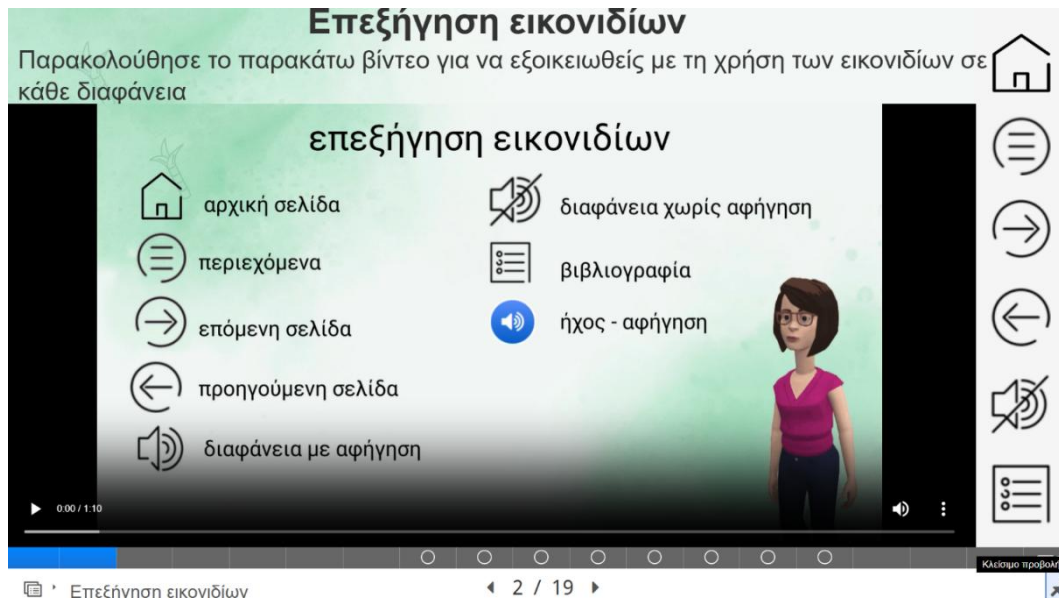 Επεξήγηση εικονιδίων
Παρακολούθησε το παρακάτω βίντεο για να εξοικειωθείς με τη χρήση των εικονιδίων σε
κάθε διαφάνεια
επεξήγηση εικονιδίων
αρχική σελίδα
περιεχόμενα
επόμενη σελίδα
προηγούμενη σελίδα
διαφάνεια με αφήγηση
διαφάνεια χωρίς αφήγηση
βιβλιογραφία
ήχος - αφήγηση
0:00 / 1:10
Κλείσιμο προβολή
Επεξήγηση εικονιδίων
2 / 19